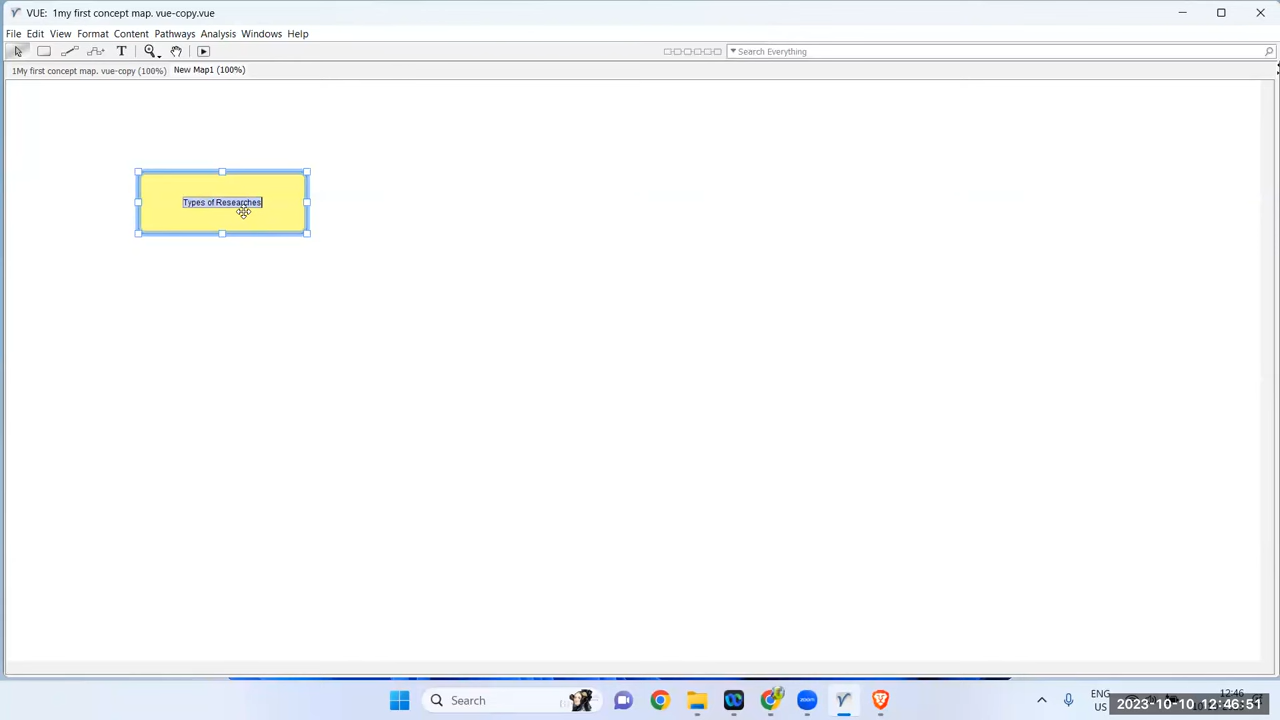 VUE: 1my first concept map. vue-copy.vue
File Edit View Format Content Pathways Analysis Windows Help
T Search Everything
1My first concept map. vue-copy (100%) New Map1 (100%)
Types of Researches
Search
ENG 12:46
US
2023-10-10 12:46:51